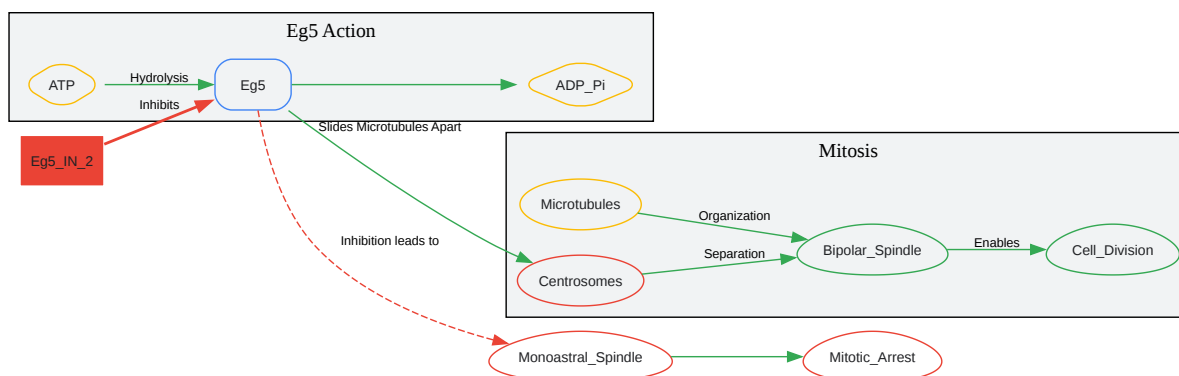 Eg5 Action
ATP
Hydrolysis
Eg5
ADP_Pi
Inhibits
Eg5_IN_2
Slides Microtubules Apart
Mitosis
Microtubules
Organization
Inhibition leads to
Bipolar_Spindle
Enables
Cell_Division
Separation
Centrosomes
Monoastral_Spindle
Mitotic_Arrest